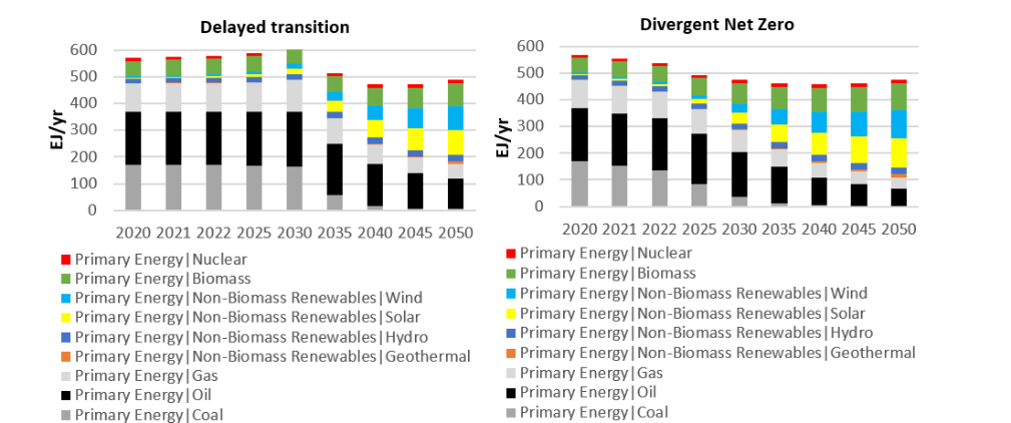 Delayed transition
EJ/yr
600
500
400
300
200
100
0
2020 2021 2022 2025 2030 2035 2040 2045 2050
Primary Energy|Nuclear
Primary Energy|Biomass
Primary Energy|Non-Biomass Renewables|Wind
Primary Energy|Non-Biomass Renewables|Solar
Primary Energy|Non-Biomass Renewables|Hydro
Primary Energy|Non-Biomass Renewables|Geothermal
Primary Energy|Gas
Primary Energy|Oil
Primary Energy|Coal
Divergent Net Zero
EJ/yr
600
500
400
300
200
100
0
2020 2021 2022 2025 2030 2035 2040 2045 2050
Primary Energy|Nuclear
Primary Energy|Biomass
Primary Energy|Non-Biomass Renewables|Wind
Primary Energy|Non-Biomass Renewables|Solar
Primary Energy|Non-Biomass Renewables|Hydro
Primary Energy|Non-Biomass Renewables|Geothermal
Primary Energy|Gas
Primary Energy|Oil
Primary Energy|Coal